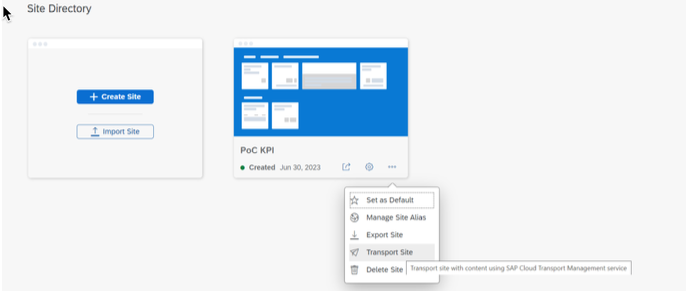 Site Directory
+ Create Site
Import Site
PoC KPI
Created Jun 30, 2023
Set as Default
Manage Site Alias
Export Site
Transport Site
Delete Site
Transport site with content using SAP Cloud Transport Management service